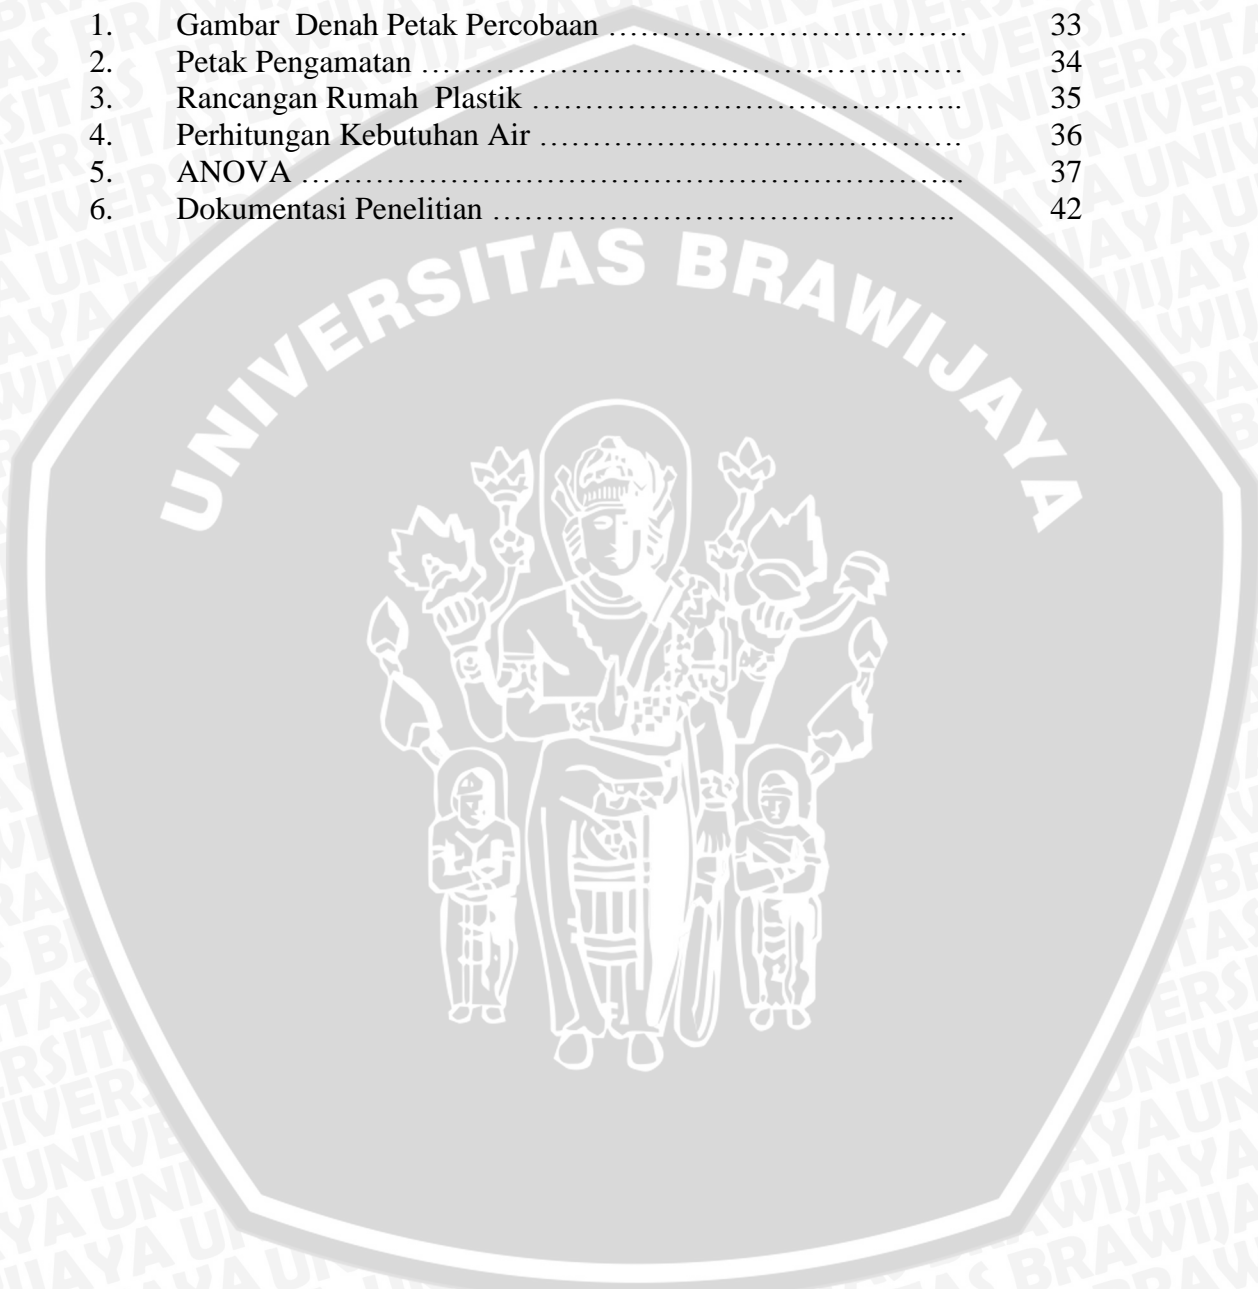 1. Gambar Denah Petak Percobaan ……………………………. 33
2. Petak Pengamatan …………………………………………… 34
3. Rancangan Rumah Plastik ………………………………….. 35
4. Perhitungan Kebutuhan Air …………………………………. 36
5. ANOVA ……………………………………………………... 37
6. Dokumentasi Penelitian …………………………………….. 42
UNIVERSITAS BRAWIJAYA